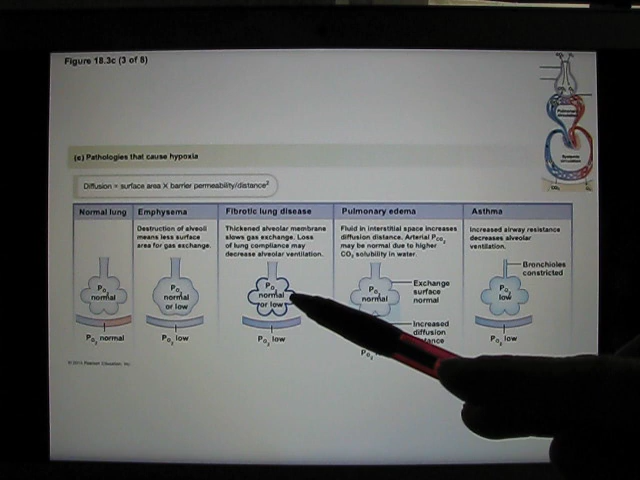 Figure 18.3c (3 of 8)
(c) Pathologies that cause hypoxia
Diffusion = surface area X barrier permeability/distance²
Normal lung
Po₂
normal
Po₂ normal
Emphysema
Destruction of alveoli
means less surface
area for gas exchange.
Po₂
normal
or low
Po₂ low
Fibrotic lung disease
Thickened alveolar membrane
slows gas exchange. Loss
of lung compliance may
decrease alveolar ventilation.
Po₂
normal
or low
Po₂ low
Pulmonary edema
Fluid in interstitial space increases
diffusion distance. Arterial Pco₂
may be normal due to higher
CO₂ solubility in water.
Po₂
normal
Exchange
surface
normal
Increased
diffusion
Asthma
Increased airway resistance
decreases alveolar
ventilation.
Bronchioles
constricted
Po₂
low
Po₂ low